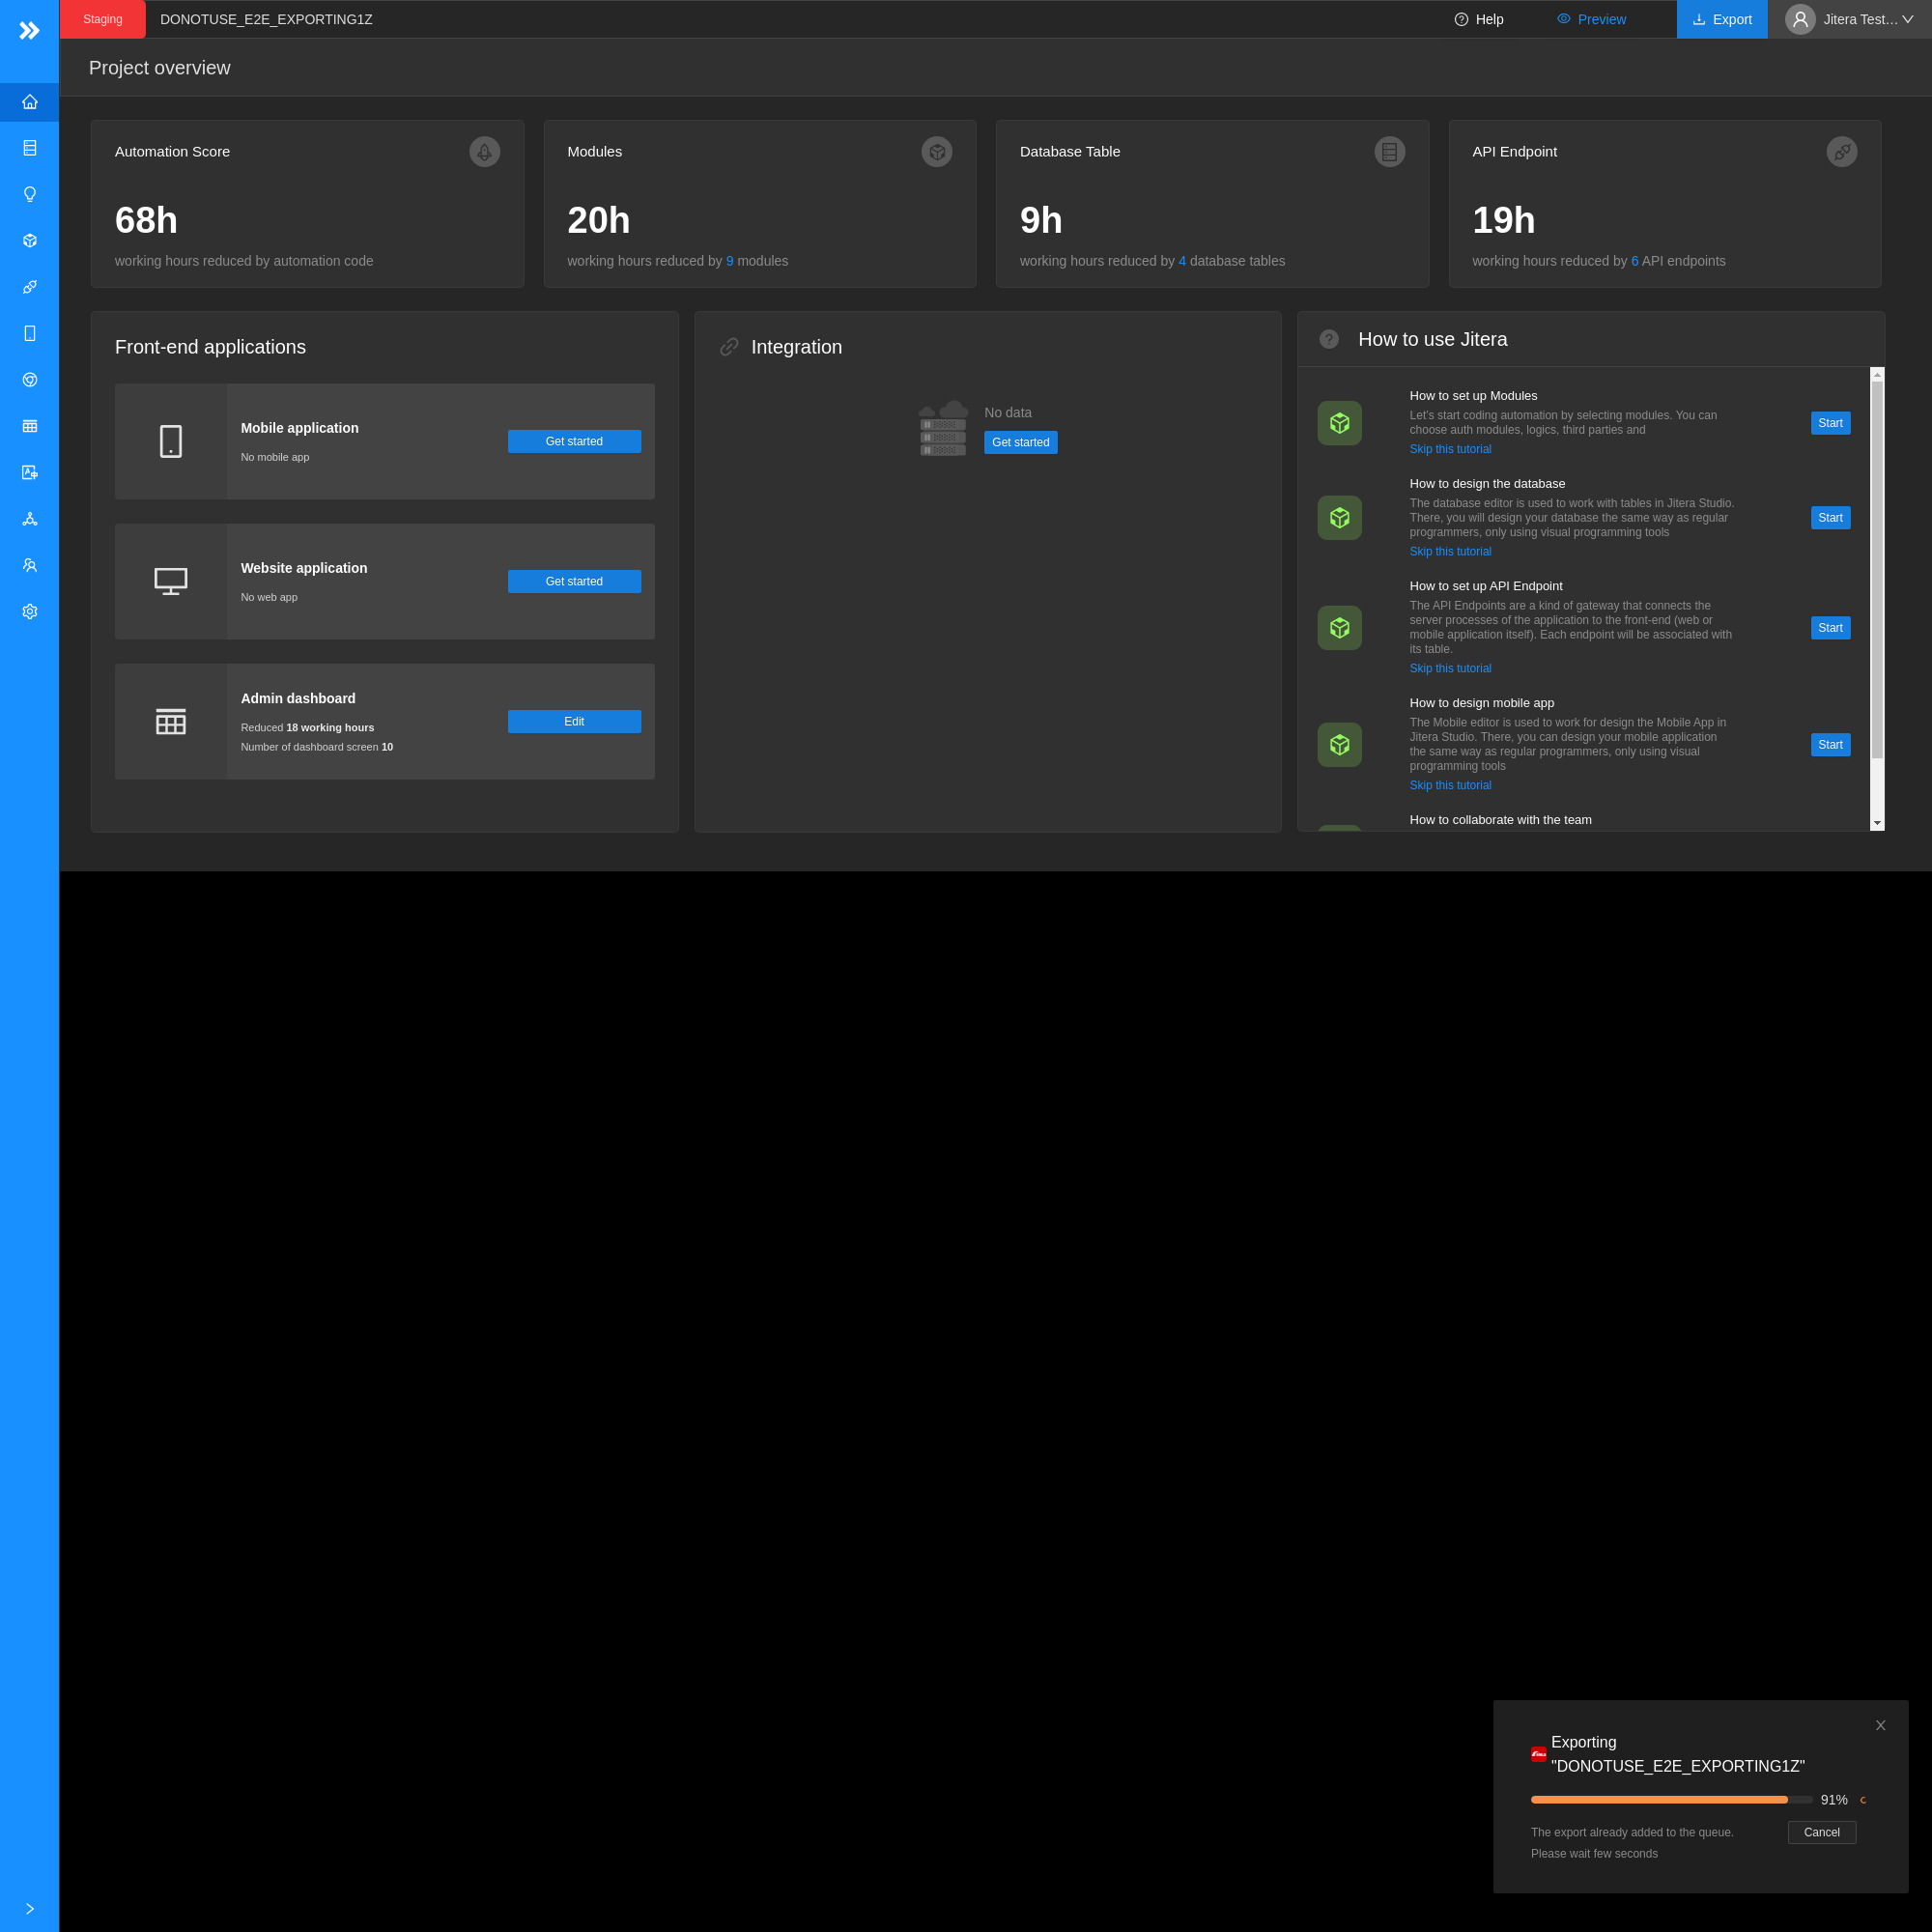 Staging
DONOTUSE_E2E_EXPORTING1Z
Help
Preview
Export
Jitera Test...
Project overview
Automation Score
68h
working hours reduced by automation code
Modules
20h
working hours reduced by 9 modules
Database Table
9h
working hours reduced by 4 database tables
API Endpoint
19h
working hours reduced by 6 API endpoints
Front-end applications
Mobile application
No mobile app
Get started
Website application
No web app
Get started
Admin dashboard
Reduced 18 working hours
Number of dashboard screen 10
Edit
Integration
No data
Get started
How to use Jitera
How to set up Modules
Let's start coding automation by selecting modules. You can
choose auth modules, logics, third parties and
Skip this tutorial
Start
How to design the database
The database editor is used to work with tables in Jitera Studio.
There, you will design your database the same way as regular
programmers, only using visual programming tools
Skip this tutorial
Start
How to set up API Endpoint
The API Endpoints are a kind of gateway that connects the
server processes of the application to the front-end (web or
mobile application itself). Each endpoint will be associated with
its table.
Skip this tutorial
Start
How to design mobile app
The Mobile editor is used to work for design the Mobile App in
Jitera Studio. There, you can design your mobile application
the same way as regular programmers, only using visual
programming tools
Skip this tutorial
Start
How to collaborate with the team
Exporting
"DONOTUSE_E2E_EXPORTING1Z"
91%
The export already added to the queue.
Please wait few seconds
Cancel